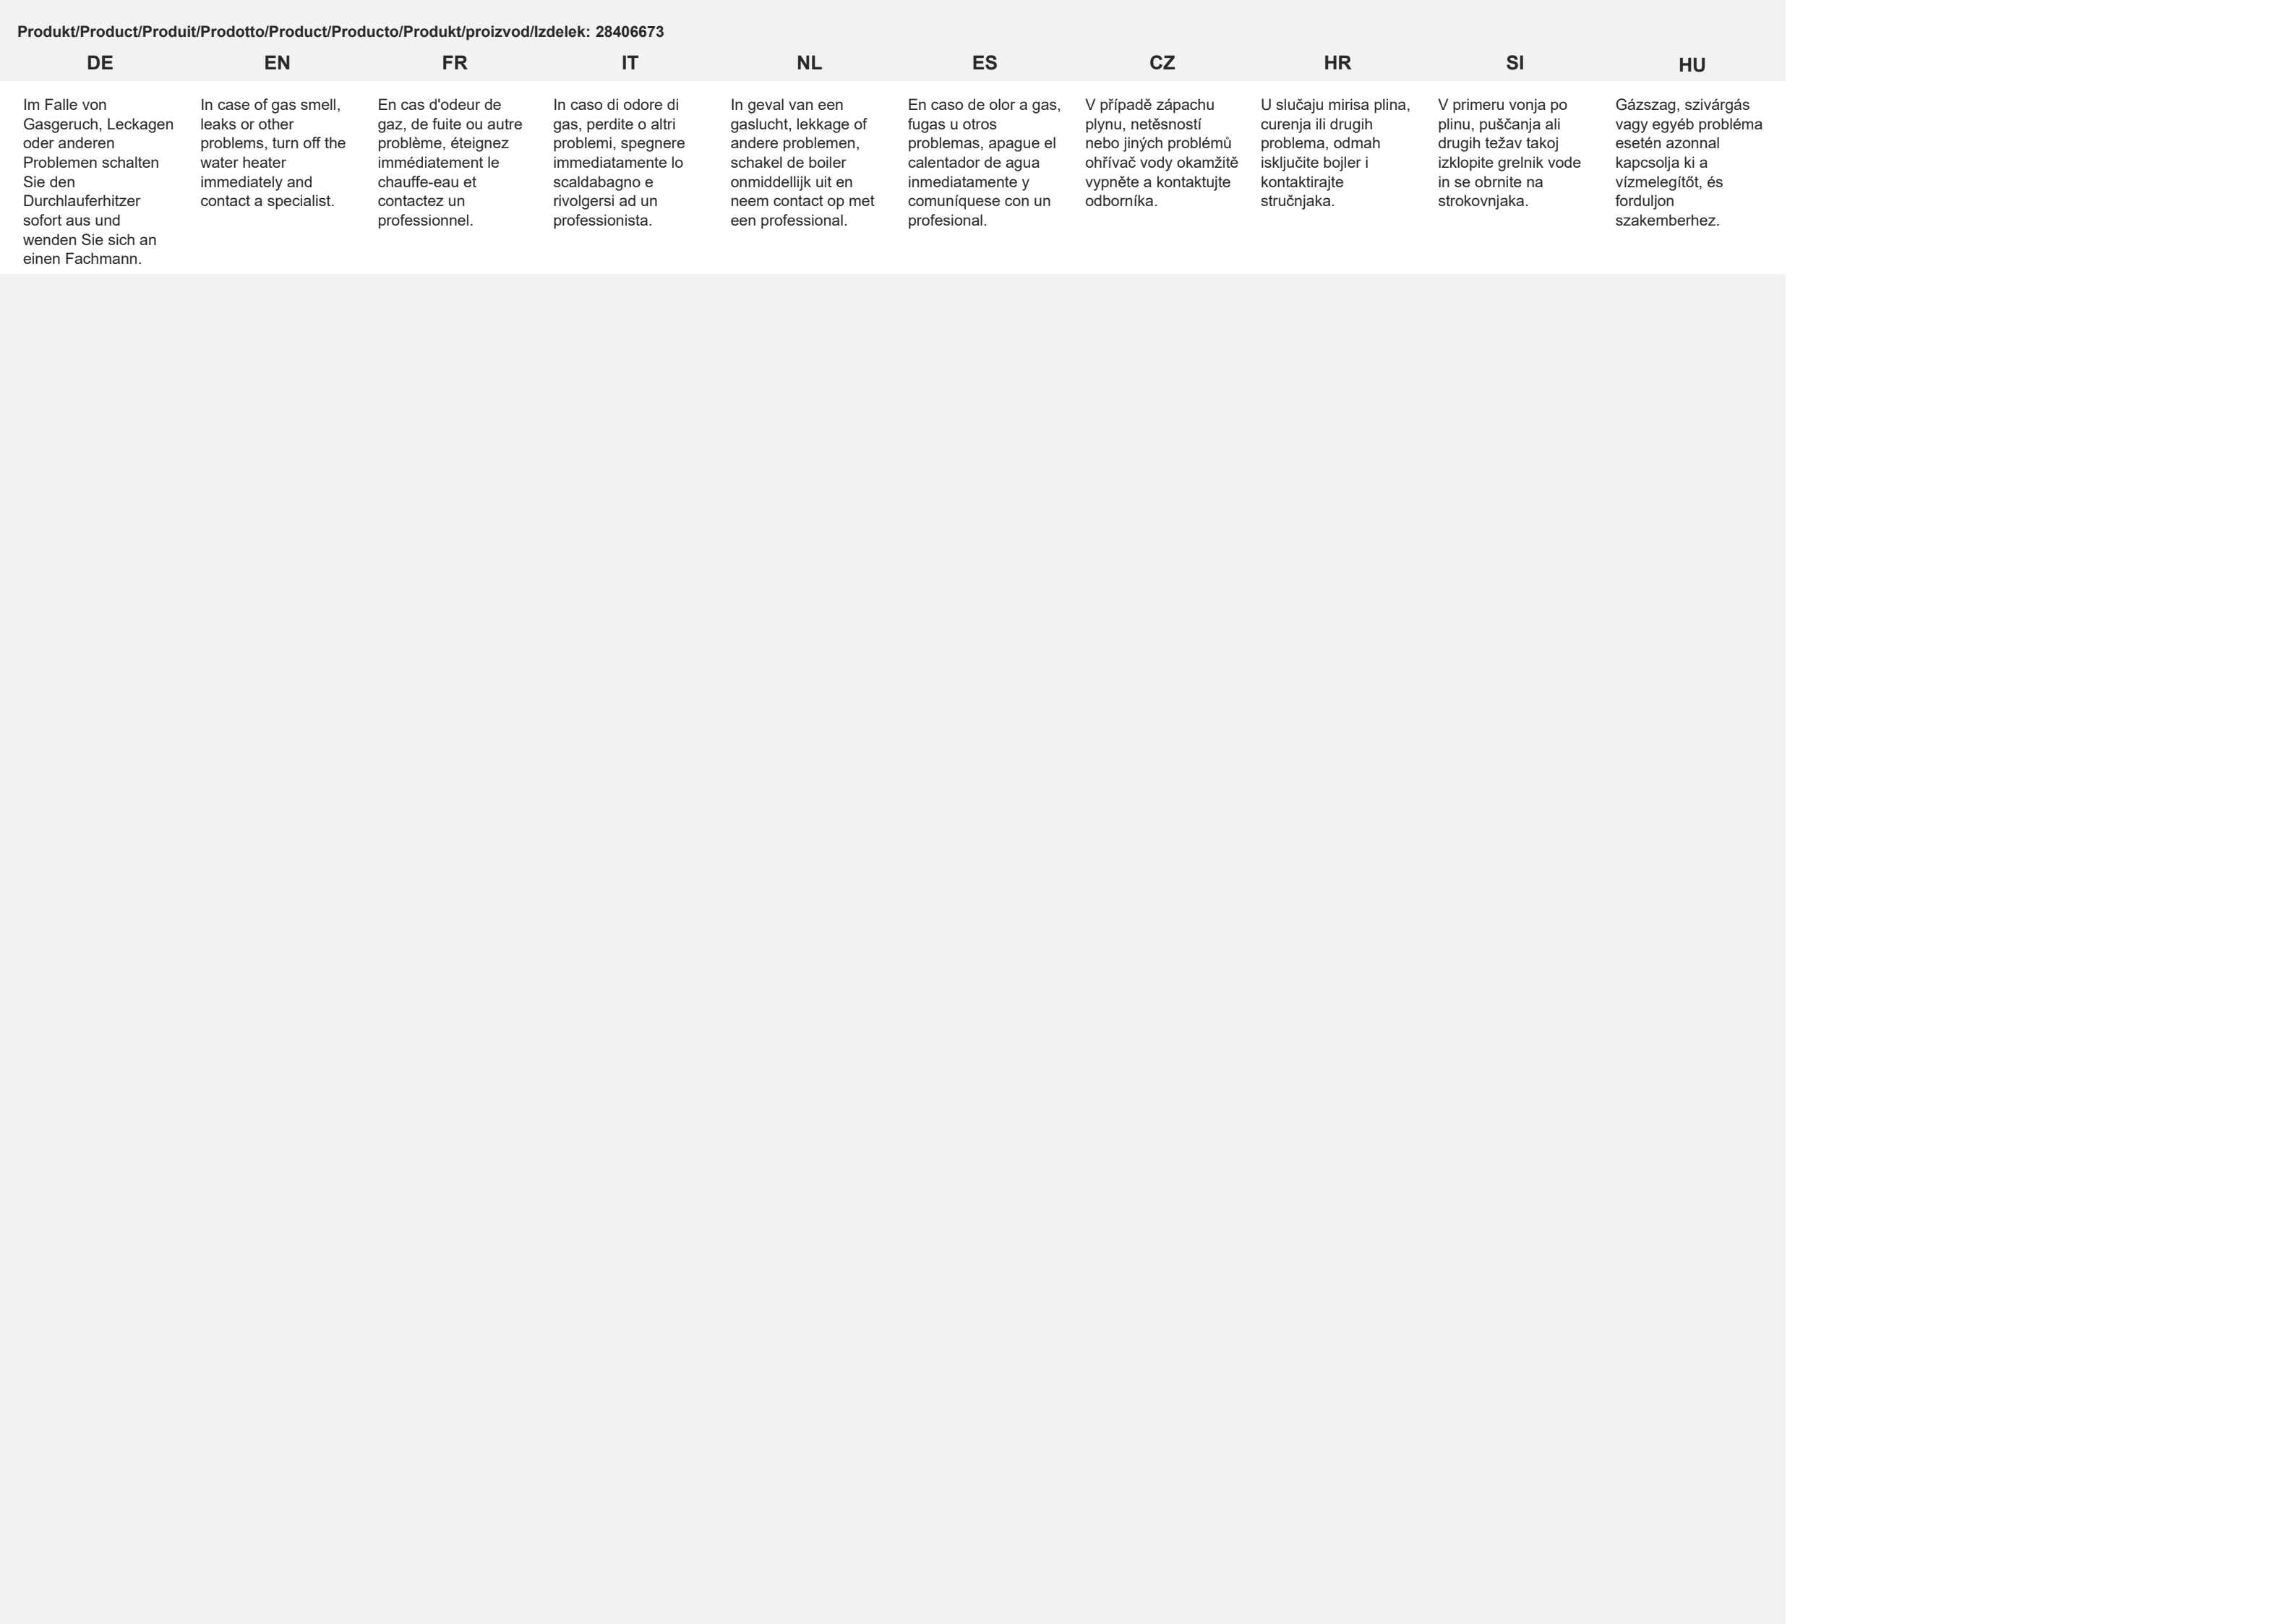 Produkt/Product/Produit/Prodotto/Product/Producto/Produkt/proizvod/Izdelek: 28406673
DE
EN
FR
IT
NL
ES
CZ
HR
SI
HU
Im Falle von
Gasgeruch, Leckagen
oder anderen
Problemen schalten
Sie den
Durchlauferhitzer
sofort aus und
wenden Sie sich an
einen Fachmann.
In case of gas smell,
leaks or other
problems, turn off the
water heater
immediately and
contact a specialist.
En cas d'odeur de
gaz, de fuite ou autre
problème, éteignez
immédiatement le
chauffe-eau et
contactez un
professionnel.
In caso di odore di
gas, perdite o altri
problemi, spegnere
immediatamente lo
scaldabagno e
rivolgersi ad un
professionista.
In geval van een
gaslucht, lekkage of
andere problemen,
schakel de boiler
onmiddellijk uit en
neem contact op met
een professional.
En caso de olor a gas,
fugas u otros
problemas, apague el
calentador de agua
inmediatamente y
comuníquese con un
profesional.
V případě zápachu
plynu, netěsností
nebo jiných problémů
ohřívač vody okamžitě
vypněte a kontaktujte
odborníka.
U slučaju mirisa plina,
curenja ili drugih
problema, odmah
isključite bojler i
kontaktirajte
stručnjaka.
V primeru vonja po
plinu, puščanja ali
drugih težav takoj
izklopite grelnik vode
in se obrnite na
strokovnjaka.
Gázszag, szivárgás
vagy egyéb probléma
esetén azonnal
kapcsolja ki a
vízmelegítőt, és
forduljon
szakemberhez.